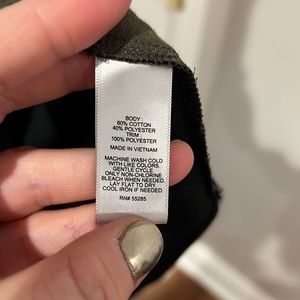 BODY:
60% COTTON
40% POLYESTER
TRIM:
100% POLYESTER
MADE IN VIETNAM
MACHINE WASH COLD
WITH LIKE COLORS.
GENTLE CYCLE
ONLY NON-CHLORINE
BLEACH WHEN NEEDED.
LAY FLAT TO DRY
COOL IRON IF NEEDED.
RN# 55285